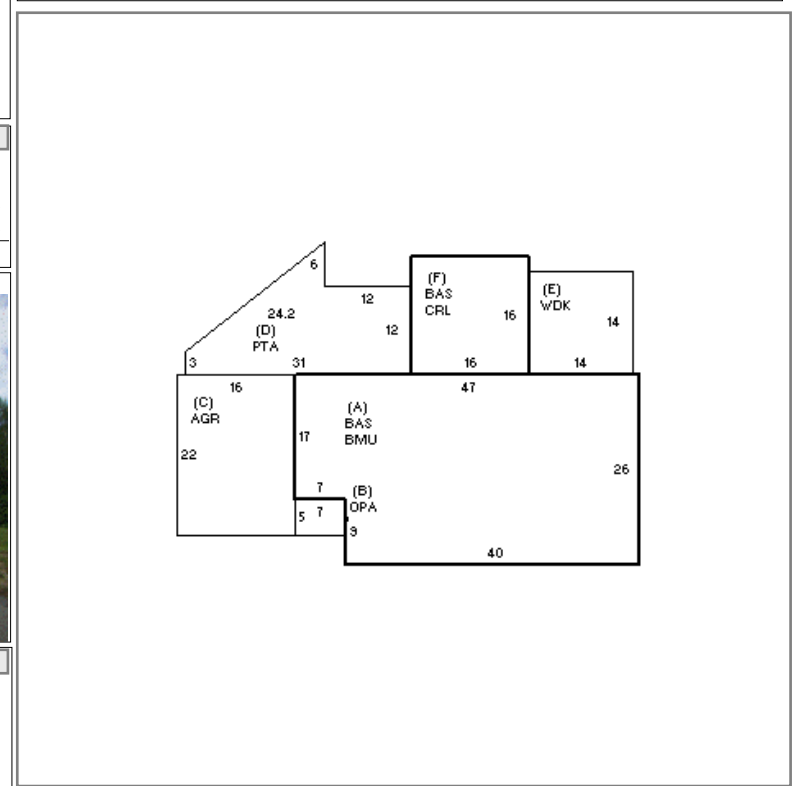 6
(F)
BAS
CRL
(E)
WDK
12
24.2
(D)
PTA
12
16
14
3
31
16
14
16
47
(C)
AGR
(A)
BAS
BMU
17
22
26
7
(B)
OPA
5
7
9
40